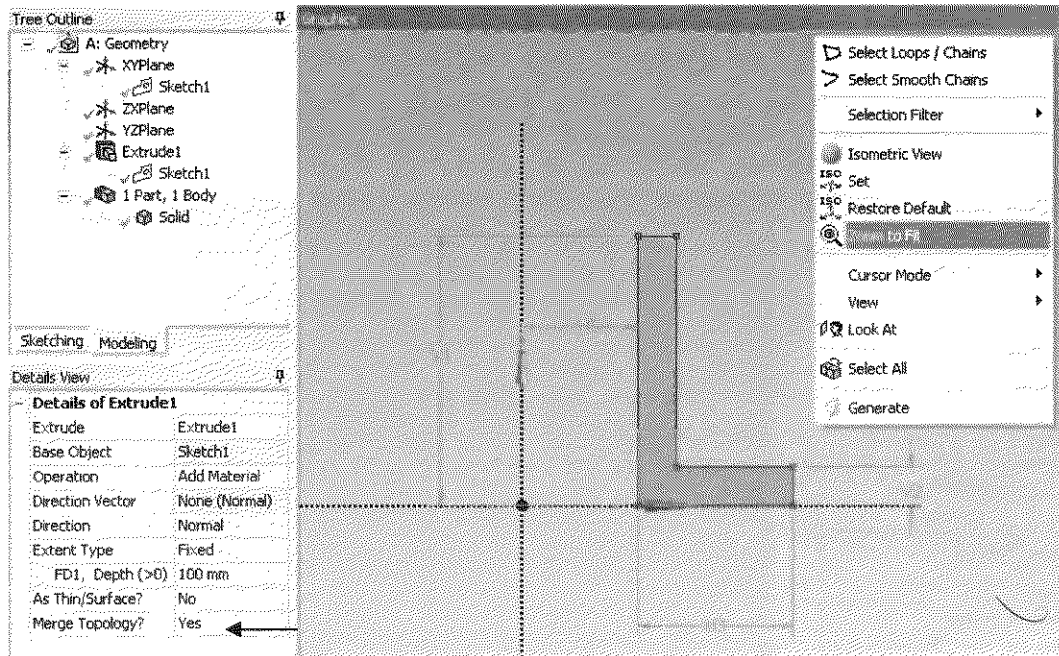 Tree Outline
A: Geometry
XYPlane
Sketch1
ZXPlane
YZPlane
Extrude1
Sketch1
1 Part, 1 Body
Solid
Sketching
Modeling
Details View
Details of Extrude1
Extrude Extrude1
Base Object Sketch1
Operation Add Material
Direction Vector None (Normal)
Direction Normal
Extent Type Fixed
FD1, Depth (>0) 100 mm
As Thin/Surface? No
Merge Topology? Yes
Graphics
Select Loops / Chains
Select Smooth Chains
Selection Filter
Isometric View
ISO Set
ISO Restore Default
Zoom to Fit
Cursor Mode
View
Look At
Select All
Generate